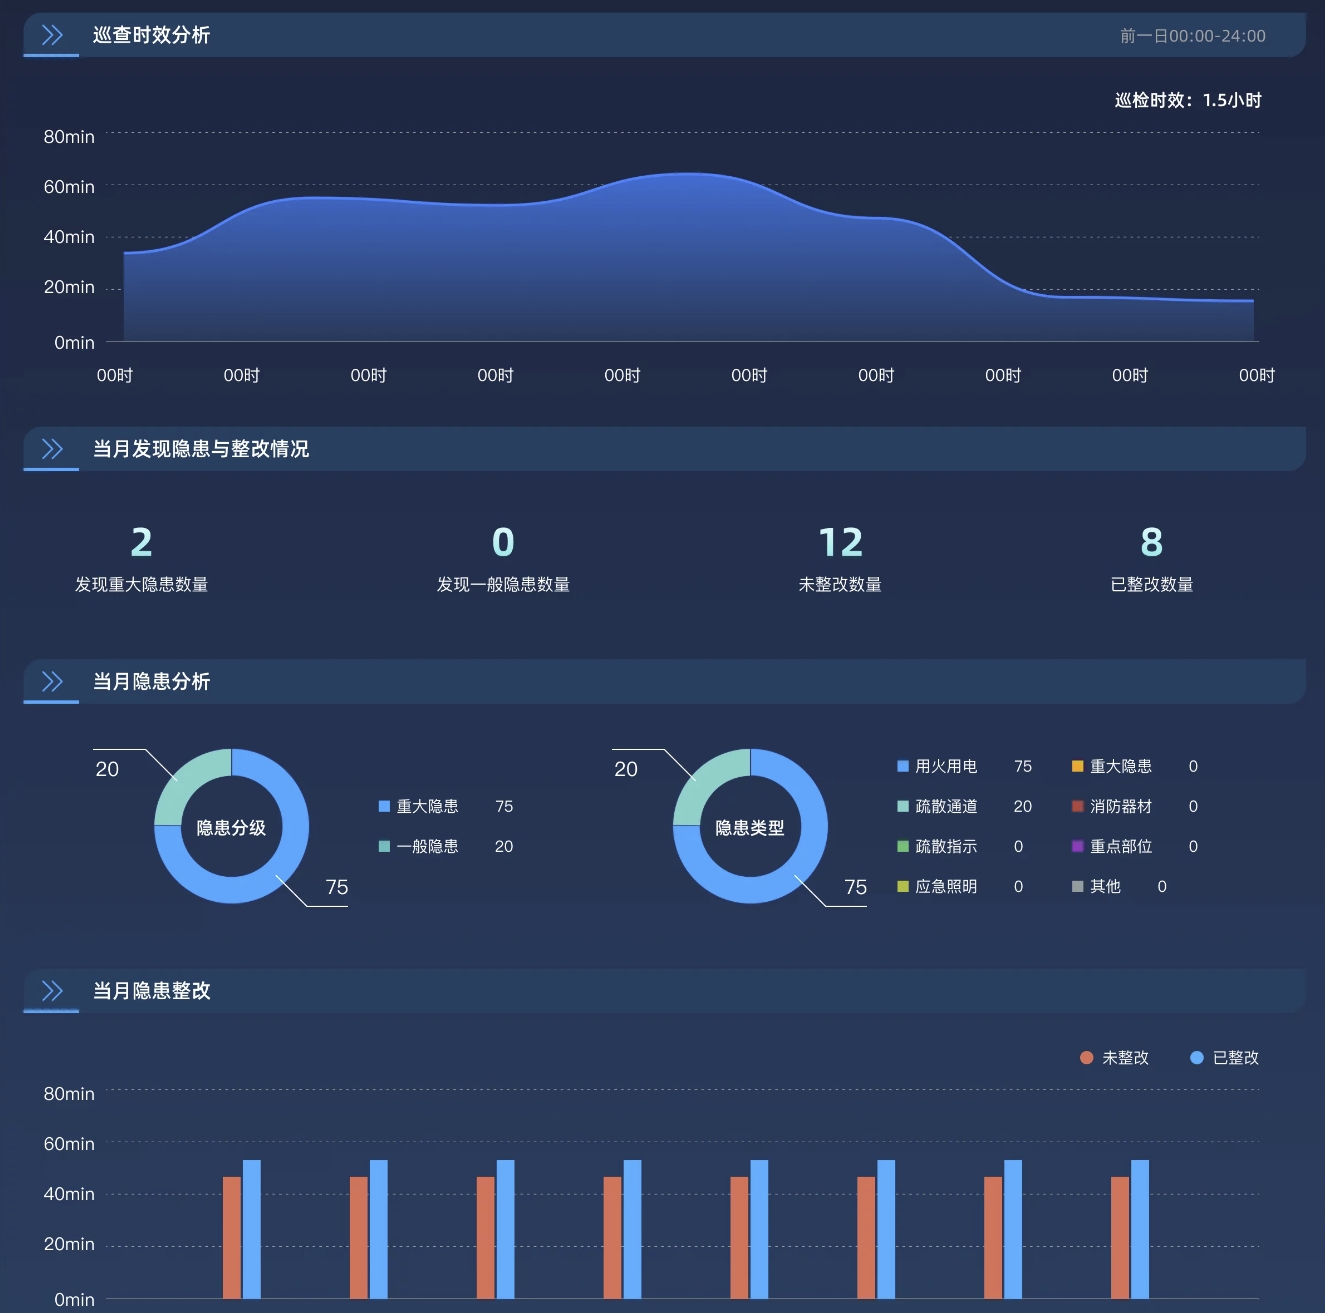 巡查时效分析
前一日00:00-24:00
巡检时效：1.5小时
80min
60min
40min
20min
0min
00时 00时 00时 00时 00时 00时 00时 00时 00时 00时
当月发现隐患与整改情况
2 0 12 8
发现重大隐患数量 发现一般隐患数量 未整改数量 已整改数量
当月隐患分析
20
隐患分级
75
重大隐患 75
一般隐患 20
20
隐患类型
75
用火用电 75 重大隐患 0
疏散通道 20 消防器材 0
疏散指示 0 重点部位 0
应急照明 0 其他 0
当月隐患整改
未整改 已整改
80min
60min
40min
20min
0min